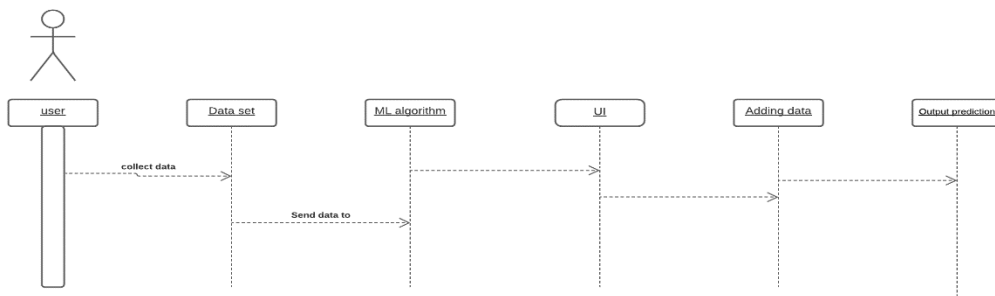 user
Data set
ML algorithm
UI
Adding data
Output prediction
collect data
Send data to